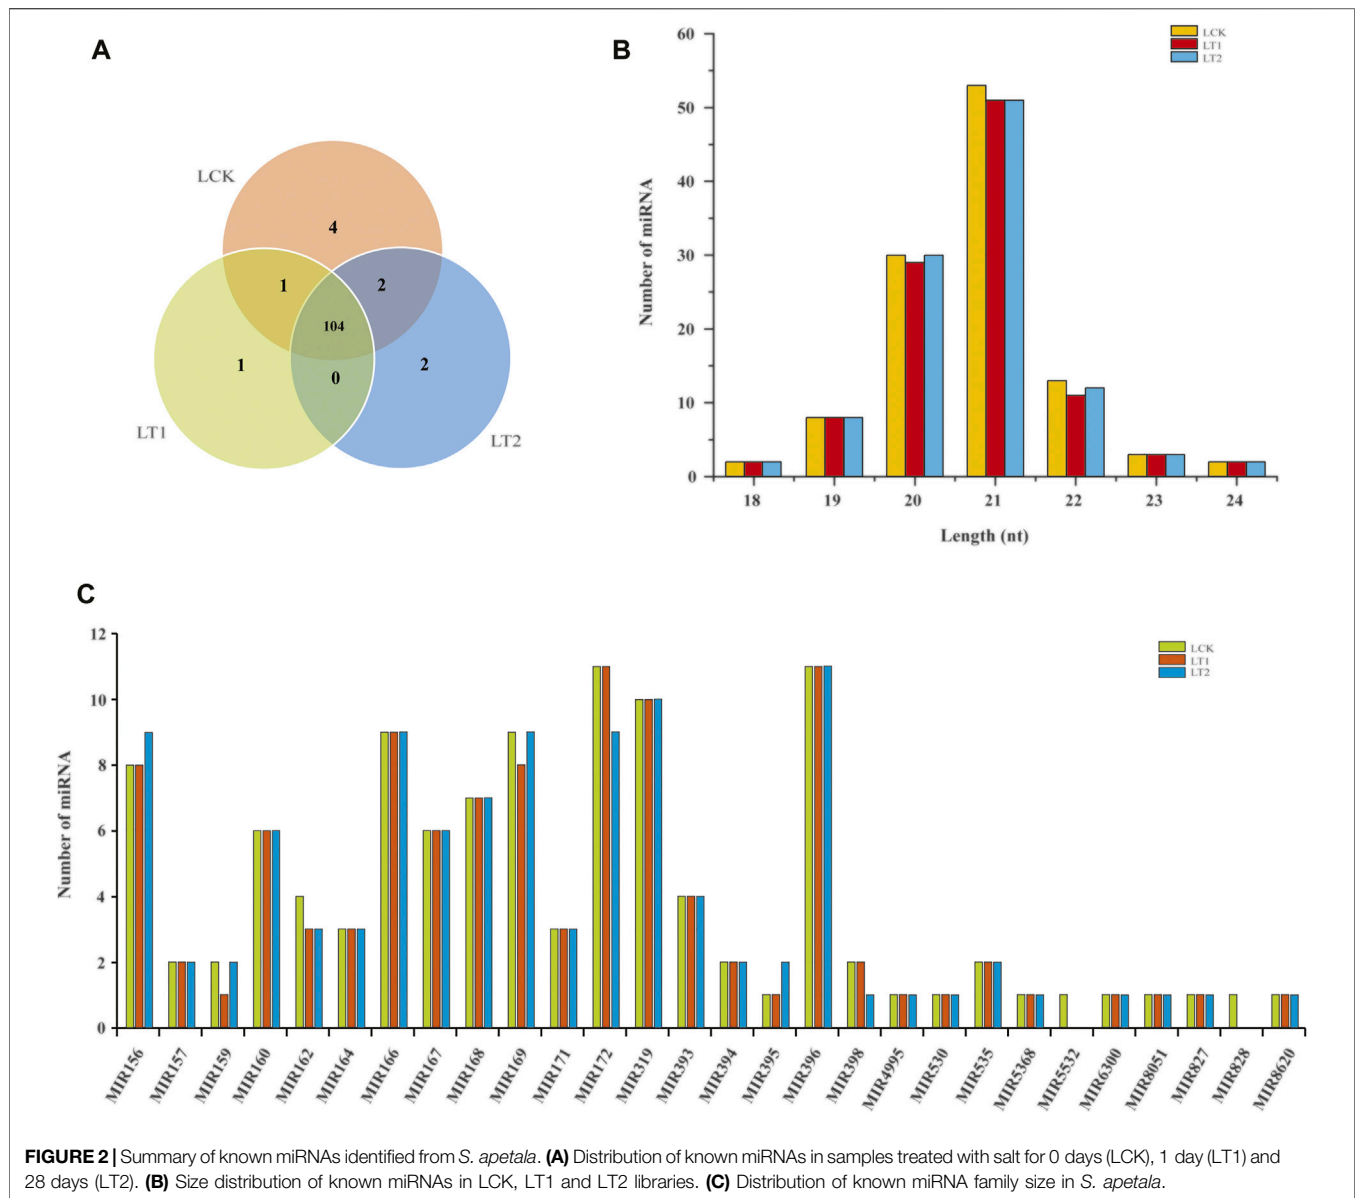 A
LCK
4
1
2
104
1
0
2
LT1
LT2
B
LCK
LT1
LT2
60
50
40
30
20
10
0
Number of miRNA
18 19 20 21 22 23 24
Length (nt)
C
LCK
LT1
LT2
12
10
8
6
4
2
0
Number of miRNA
MIR156 MIR157 MIR159 MIR160 MIR162 MIR164 MIR166 MIR167 MIR168 MIR169 MIR171 MIR172 MIR319 MIR393 MIR394 MIR395 MIR396 MIR398 MIR4995 MIR530 MIR535 MIR5368 MIR5532 MIR6300 MIR8051 MIR827 MIR828 MIR8620
FIGURE 2 | Summary of known miRNAs identified from S. apetala. (A) Distribution of known miRNAs in samples treated with salt for 0 days (LCK), 1 day (LT1) and
28 days (LT2). (B) Size distribution of known miRNAs in LCK, LT1 and LT2 libraries. (C) Distribution of known miRNA family size in S. apetala.